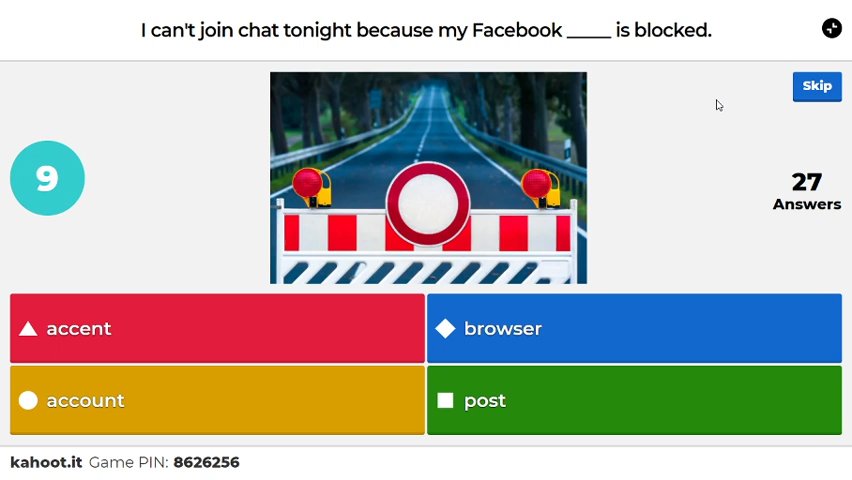 I can't join chat tonight because my Facebook _____ is blocked.
Skip
9
27
Answers
accent
browser
account
post
kahoot.it Game PIN: 8626256